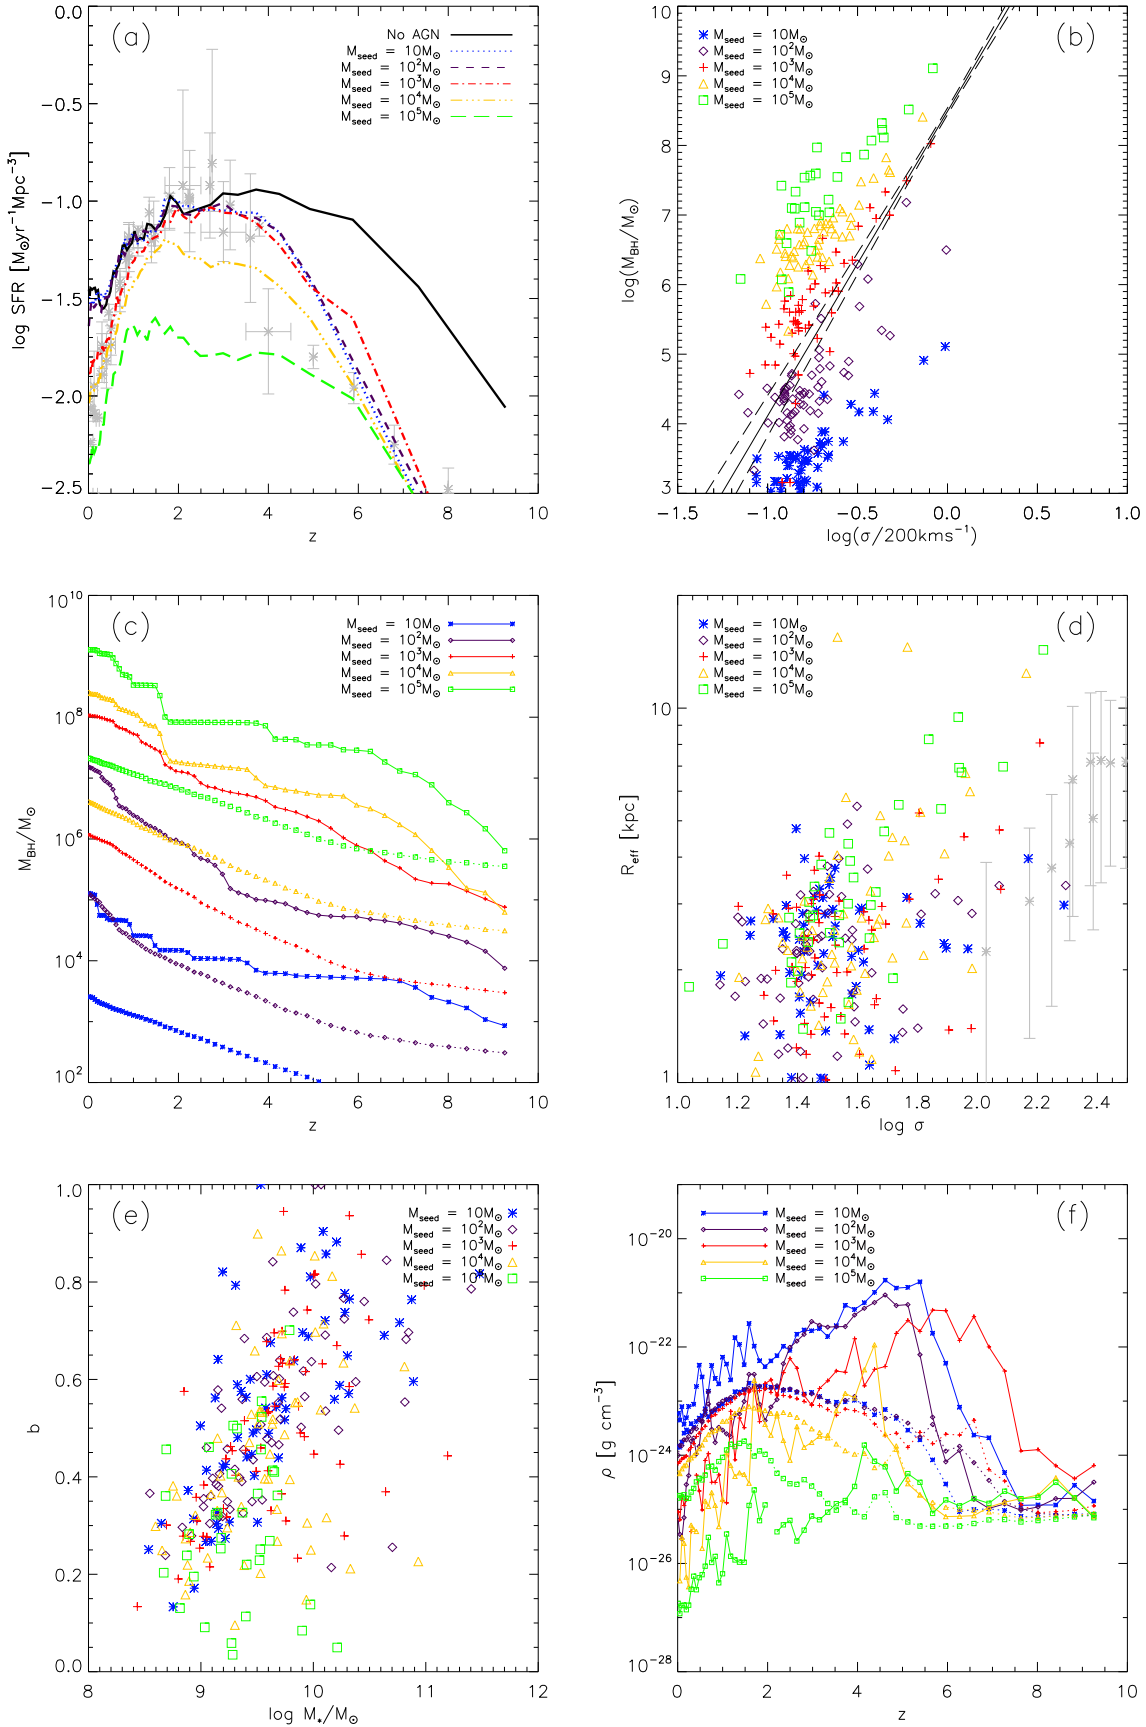 (a)
No AGN
M_seed = 10M⊙
M_seed = 10²M⊙
M_seed = 10³M⊙
M_seed = 10⁴M⊙
M_seed = 10⁵M⊙
0.0
−0.5
−1.0
−1.5
−2.0
−2.5
log SFR [M⊙yr⁻¹Mpc⁻³]
0 2 4 6 8 10
z
(b)
M_seed = 10M⊙
M_seed = 10²M⊙
M_seed = 10³M⊙
M_seed = 10⁴M⊙
M_seed = 10⁵M⊙
10
9
8
7
6
5
4
3
log(M_BH/M⊙)
−1.5 −1.0 −0.5 0.0 0.5 1.0
log(σ/200kms⁻¹)
(c)
M_seed = 10M⊙
M_seed = 10²M⊙
M_seed = 10³M⊙
M_seed = 10⁴M⊙
M_seed = 10⁵M⊙
10¹⁰
10⁸
10⁶
10⁴
10²
M_BH/M⊙
0 2 4 6 8 10
z
(d)
M_seed = 10M⊙
M_seed = 10²M⊙
M_seed = 10³M⊙
M_seed = 10⁴M⊙
M_seed = 10⁵M⊙
10
1
R_eff [kpc]
1.0 1.2 1.4 1.6 1.8 2.0 2.2 2.4
log σ
(e)
M_seed = 10M⊙
M_seed = 10²M⊙
M_seed = 10³M⊙
M_seed = 10⁴M⊙
M_seed = 10⁵M⊙
1.0
0.8
0.6
0.4
0.2
0.0
b
8 9 10 11 12
log M_*/M⊙
(f)
M_seed = 10M⊙
M_seed = 10²M⊙
M_seed = 10³M⊙
M_seed = 10⁴M⊙
M_seed = 10⁵M⊙
10⁻²⁰
10⁻²²
10⁻²⁴
10⁻²⁶
10⁻²⁸
ρ [g cm⁻³]
0 2 4 6 8 10
z